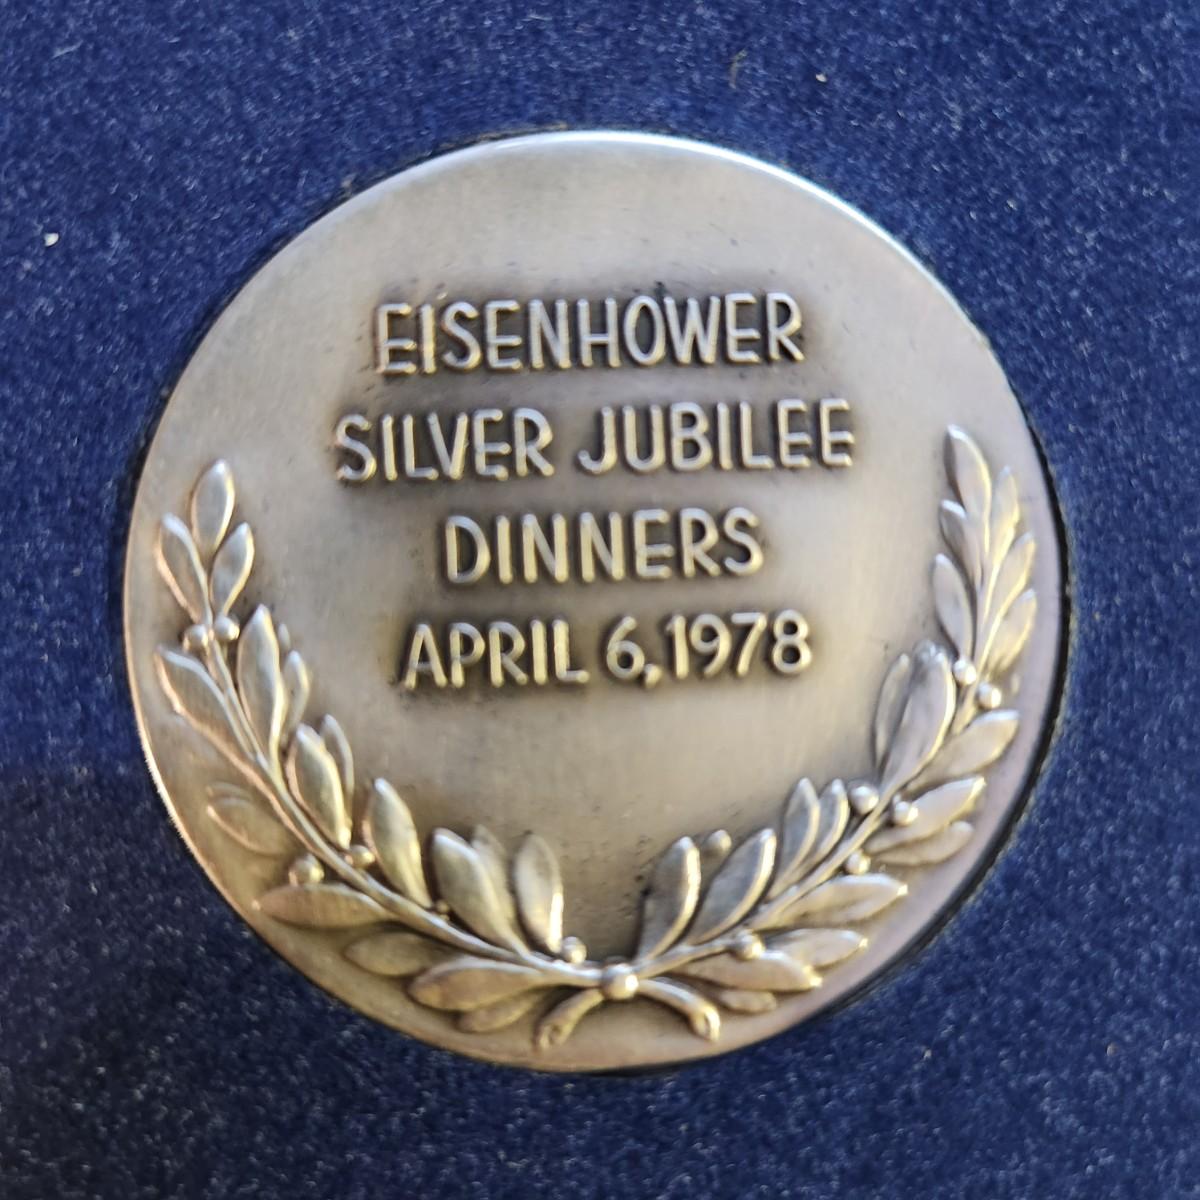 EISENHOWER
SILVER JUBILEE
DINNERS
APRIL 6, 1978